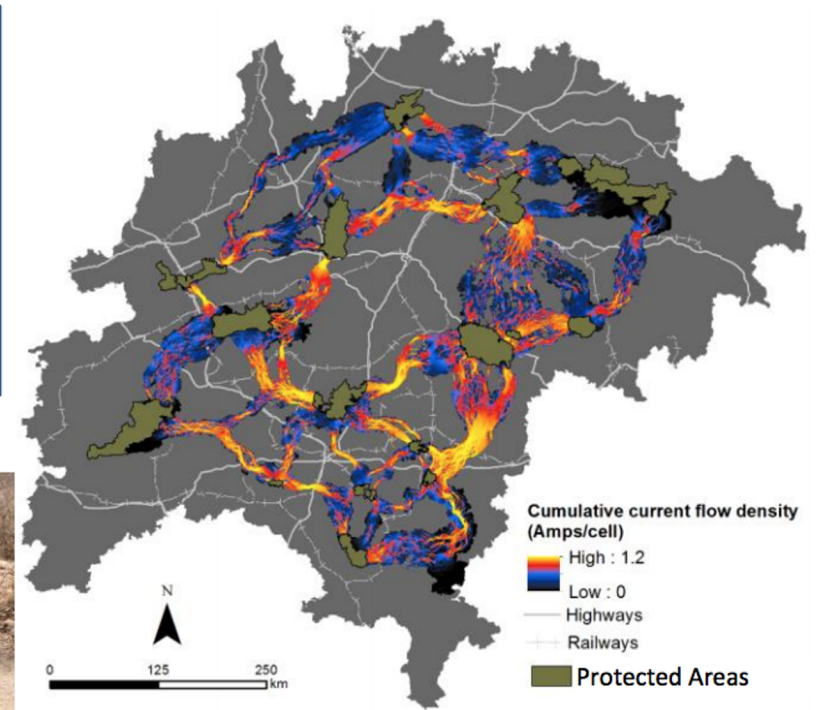 N
0 125 250
km
Cumulative current flow density
(Amps/cell)
High : 1.2
Low : 0
Highways
Railways
Protected Areas